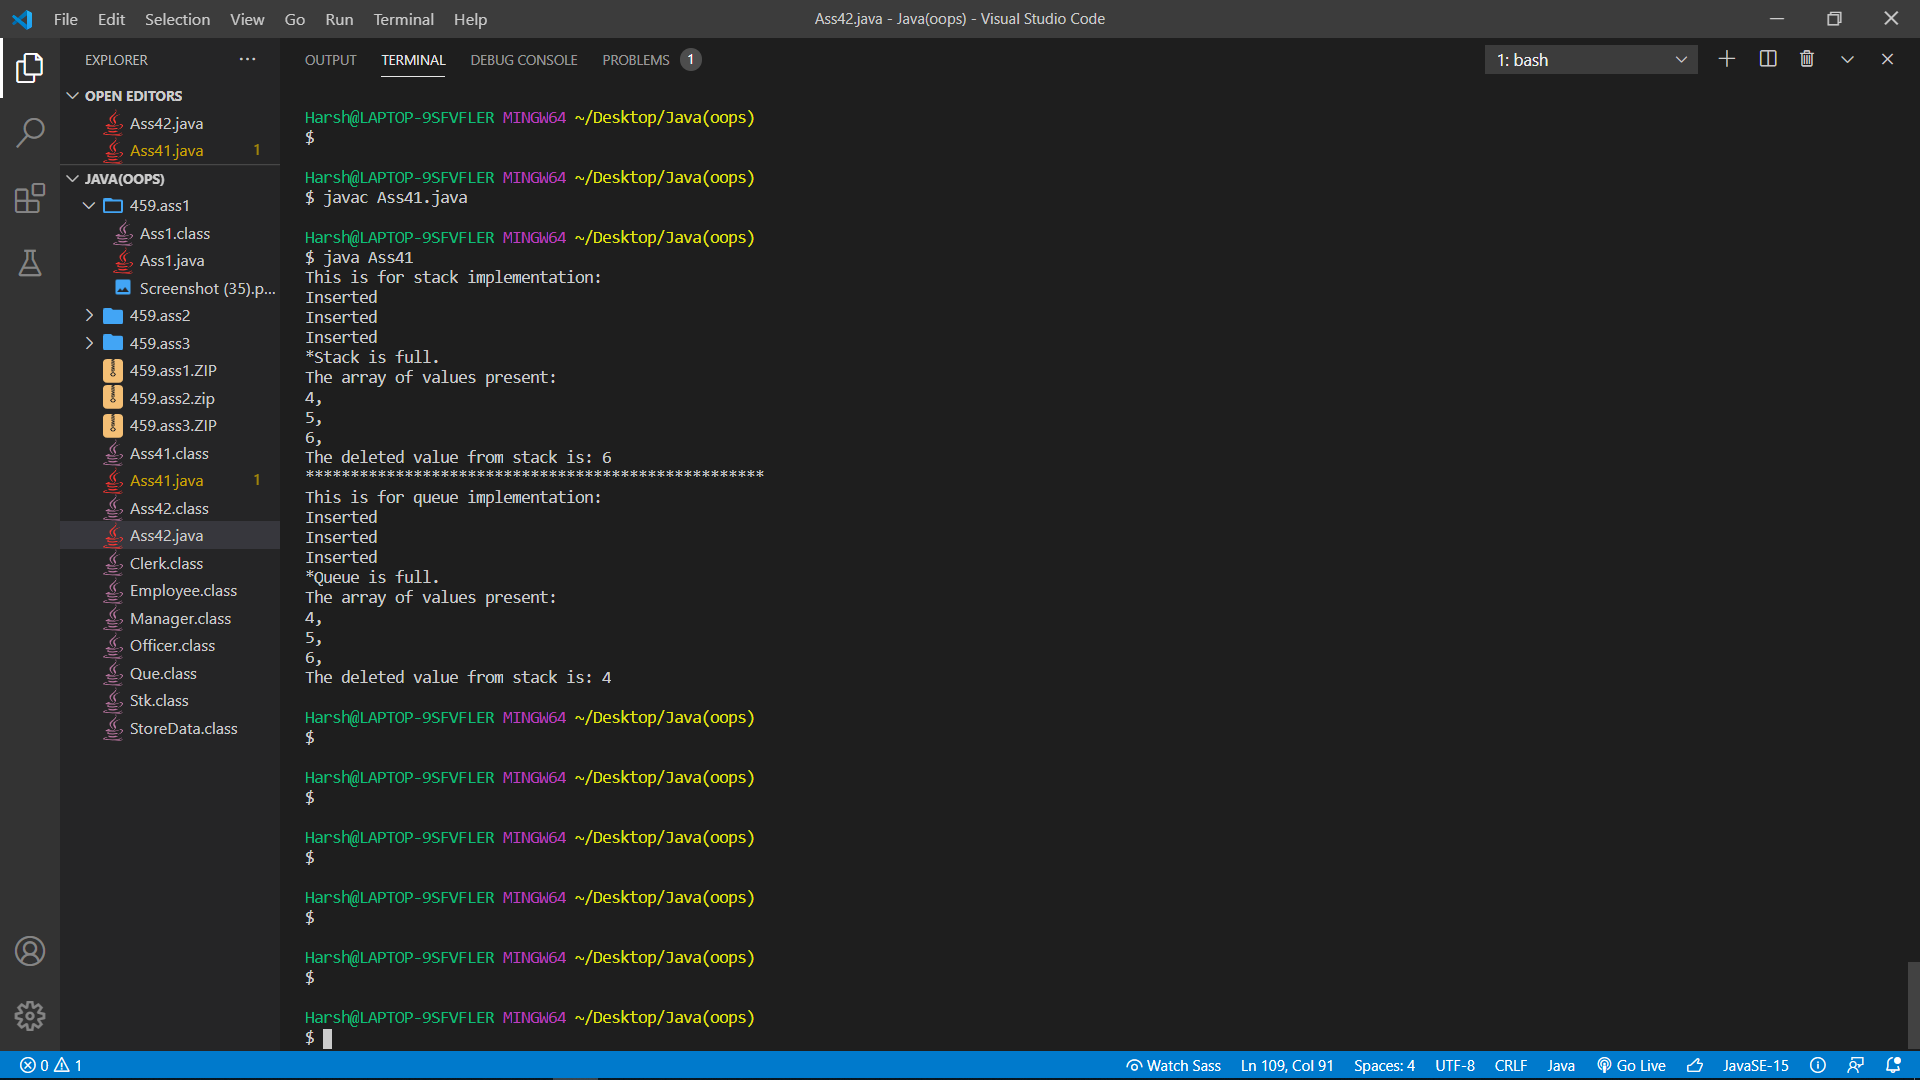 File Edit Selection View Go Run Terminal Help
Ass42.java - Java(oops) - Visual Studio Code
EXPLORER
OPEN EDITORS
Ass42.java
Ass41.java 1
JAVA(OOPS)
459.ass1
Ass1.class
Ass1.java
Screenshot (35).p...
459.ass2
459.ass3
459.ass1.ZIP
459.ass2.zip
459.ass3.ZIP
Ass41.class
Ass41.java 1
Ass42.class
Ass42.java
Clerk.class
Employee.class
Manager.class
Officer.class
Que.class
Stk.class
StoreData.class
OUTPUT TERMINAL DEBUG CONSOLE PROBLEMS 1
1: bash
Harsh@LAPTOP-9SFVFLER MINGW64 ~/Desktop/Java(oops)
$
Harsh@LAPTOP-9SFVFLER MINGW64 ~/Desktop/Java(oops)
$ javac Ass41.java
Harsh@LAPTOP-9SFVFLER MINGW64 ~/Desktop/Java(oops)
$ java Ass41
This is for stack implementation:
Inserted
Inserted
Inserted
*Stack is full.
The array of values present:
4,
5,
6,
The deleted value from stack is: 6
***************************************************
This is for queue implementation:
Inserted
Inserted
Inserted
*Queue is full.
The array of values present:
4,
5,
6,
The deleted value from stack is: 4
Harsh@LAPTOP-9SFVFLER MINGW64 ~/Desktop/Java(oops)
$
Harsh@LAPTOP-9SFVFLER MINGW64 ~/Desktop/Java(oops)
$
Harsh@LAPTOP-9SFVFLER MINGW64 ~/Desktop/Java(oops)
$
Harsh@LAPTOP-9SFVFLER MINGW64 ~/Desktop/Java(oops)
$
Harsh@LAPTOP-9SFVFLER MINGW64 ~/Desktop/Java(oops)
$
Harsh@LAPTOP-9SFVFLER MINGW64 ~/Desktop/Java(oops)
$
0 1
Watch Sass Ln 109, Col 91 Spaces: 4 UTF-8 CRLF Java Go Live JavaSE-15